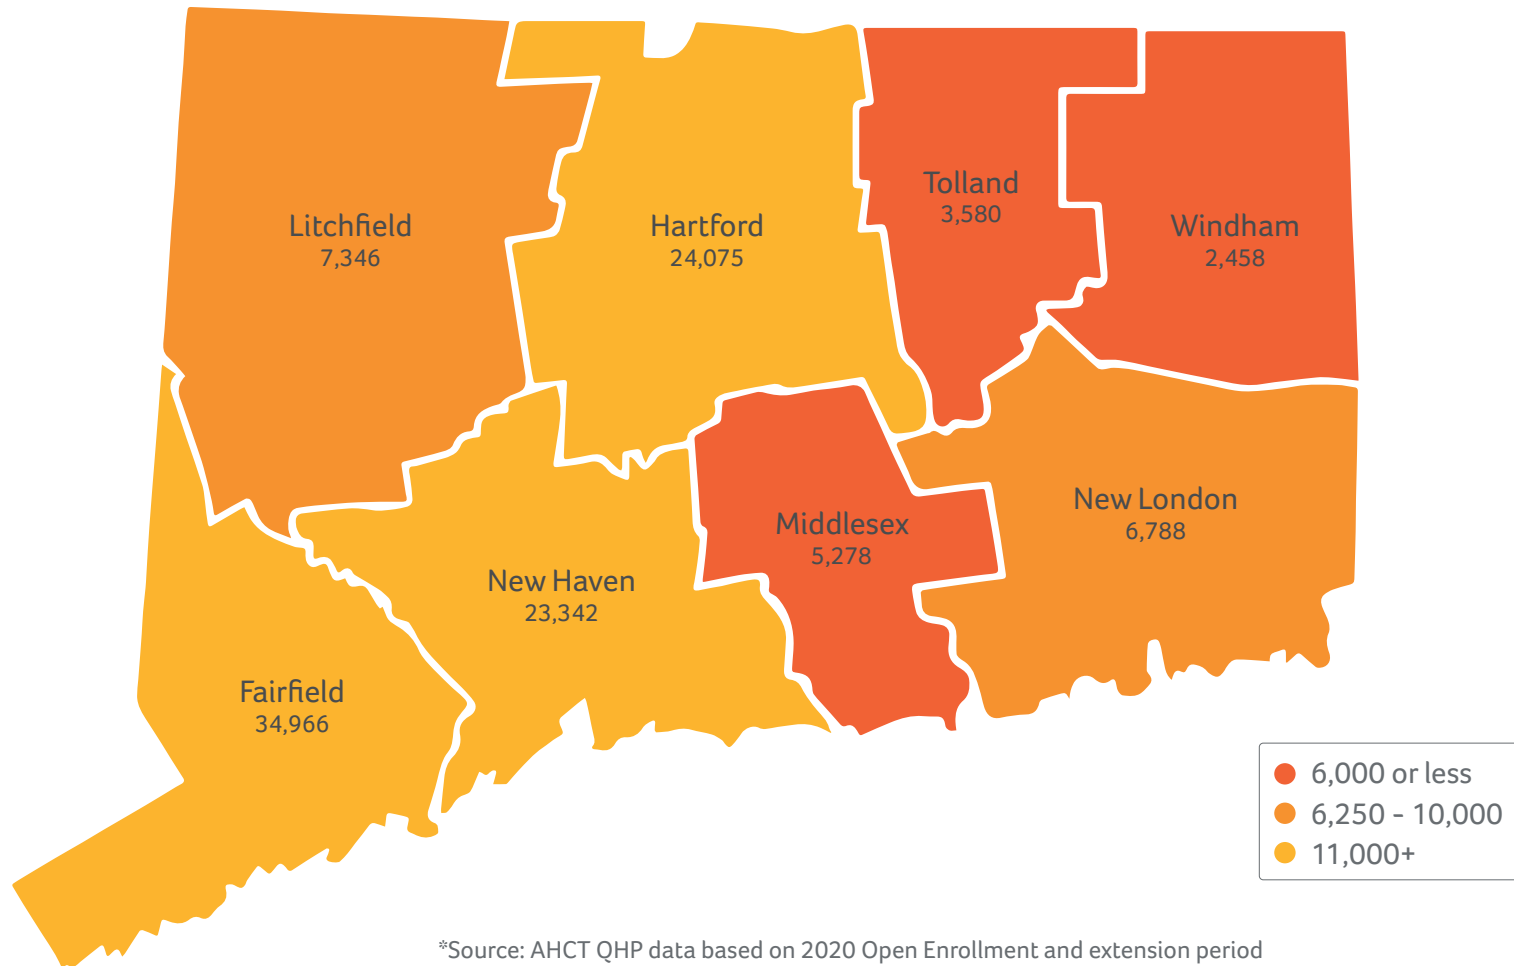 Litchfield
7,346
Hartford
24,075
Tolland
3,580
Windham
2,458
New London
6,788
Middlesex
5,278
New Haven
23,342
Fairfield
34,966
6,000 or less
6,250 - 10,000
11,000+
*Source: AHCT QHP data based on 2020 Open Enrollment and extension period